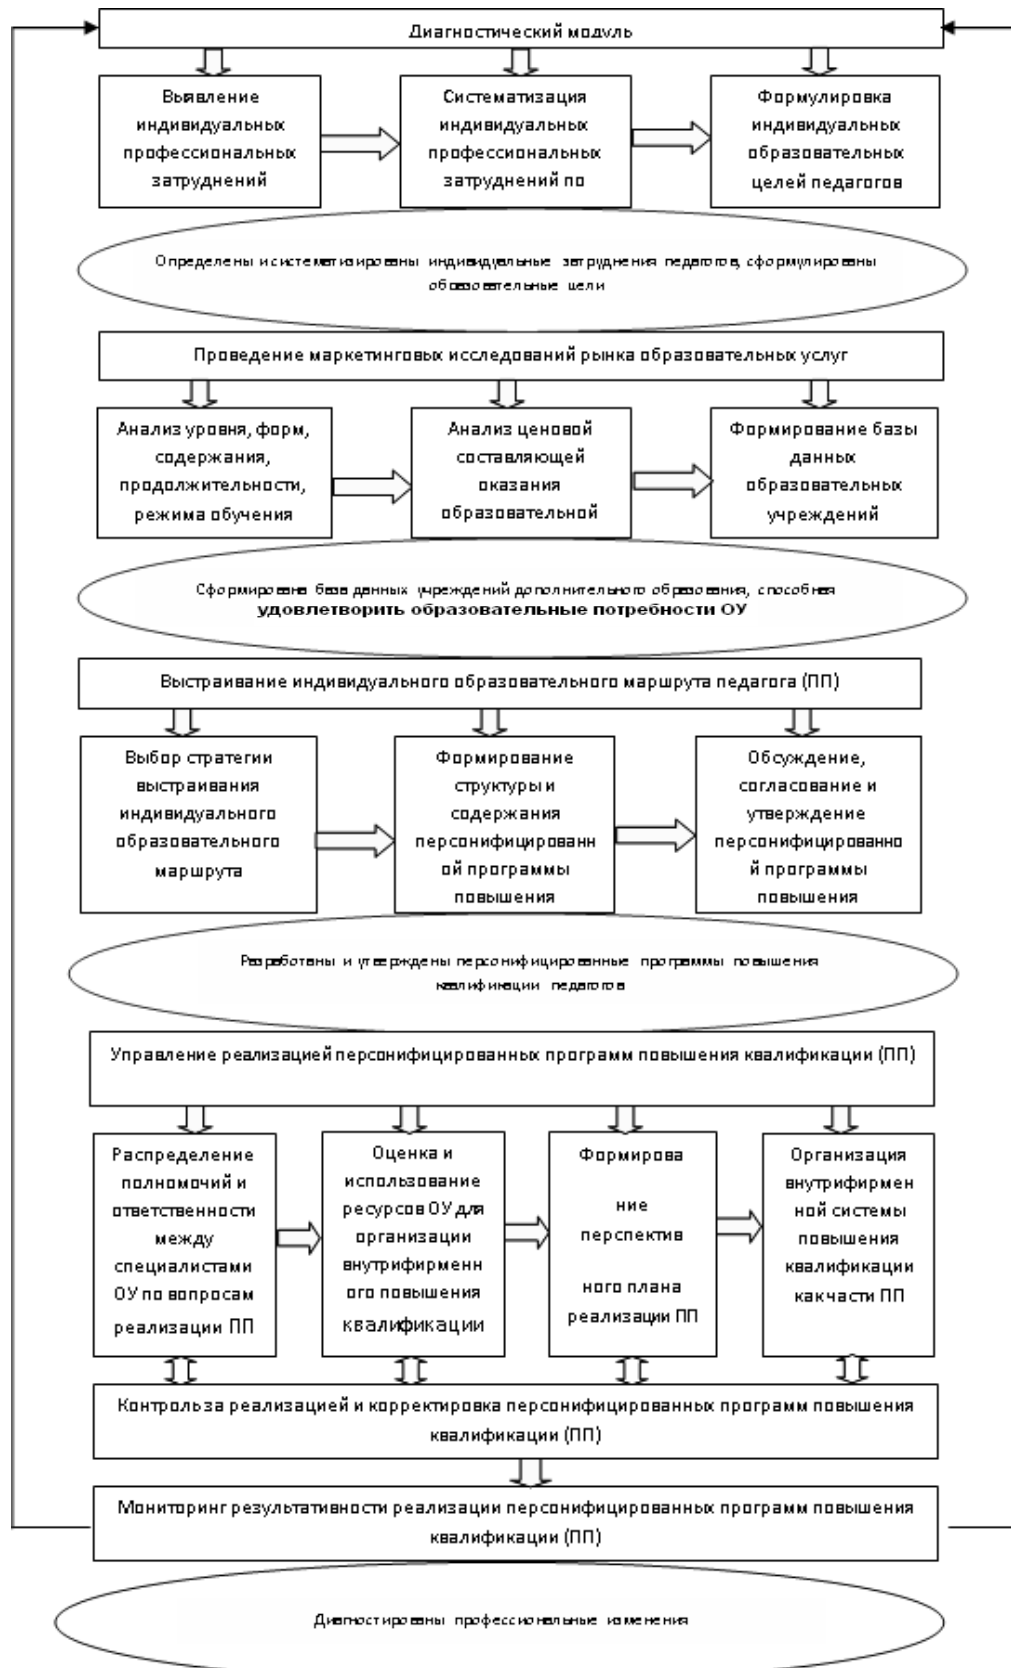 Диагностический модуль
Выявление
индивидуальных
профессиональных
затруднений
Систематизация
индивидуальных
профессиональных
затруднений по
Формулировка
индивидуальных
образовательных
целей педагогов
Определены и систематизированы индивидуальные затруднения педагогов, сформулированы
образовательные цели
Проведение маркетинговых исследований рынка образовательных услуг
Анализ уровня, форм,
содержания,
продолжительности,
режима обучения
Анализ ценовой
составляющей
оказания
образовательной
Формирование базы
данных
образовательных
учреждений
Сформирована база данных учреждений дополнительного образования, способная
удовлетворить образовательные потребности ОУ
Выстраивание индивидуального образовательного маршрута педагога (ПП)
Выбор стратегии
выстраивания
индивидуального
образовательного
маршрута
Формирование
структуры и
содержания
персонифицированн
ой программы
повышения
Обсуждение,
согласование и
утверждение
персонифицированно
й программы
повышения
Разработаны и утверждены персонифицированные программы повышения
квалификации педагогов
Управление реализацией персонифицированных программ повышения квалификации (ПП)
Распределение
полномочий и
ответственности
между
специалистами
ОУ по вопросам
реализации ПП
Оценка и
использование
ресурсов ОУ для
организации
внутрифирменн
ого повышения
квалификации
Формирова
ние
перспектив
ного плана
реализации ПП
Организация
внутрифирмен
ной системы
повышения
квалификации
как части ПП
Контроль за реализацией и корректировка персонифицированных программ повышения
квалификации (ПП)
Мониторинг результативности реализации персонифицированных программ повышения
квалификации (ПП)
Диагностированы профессиональные изменения